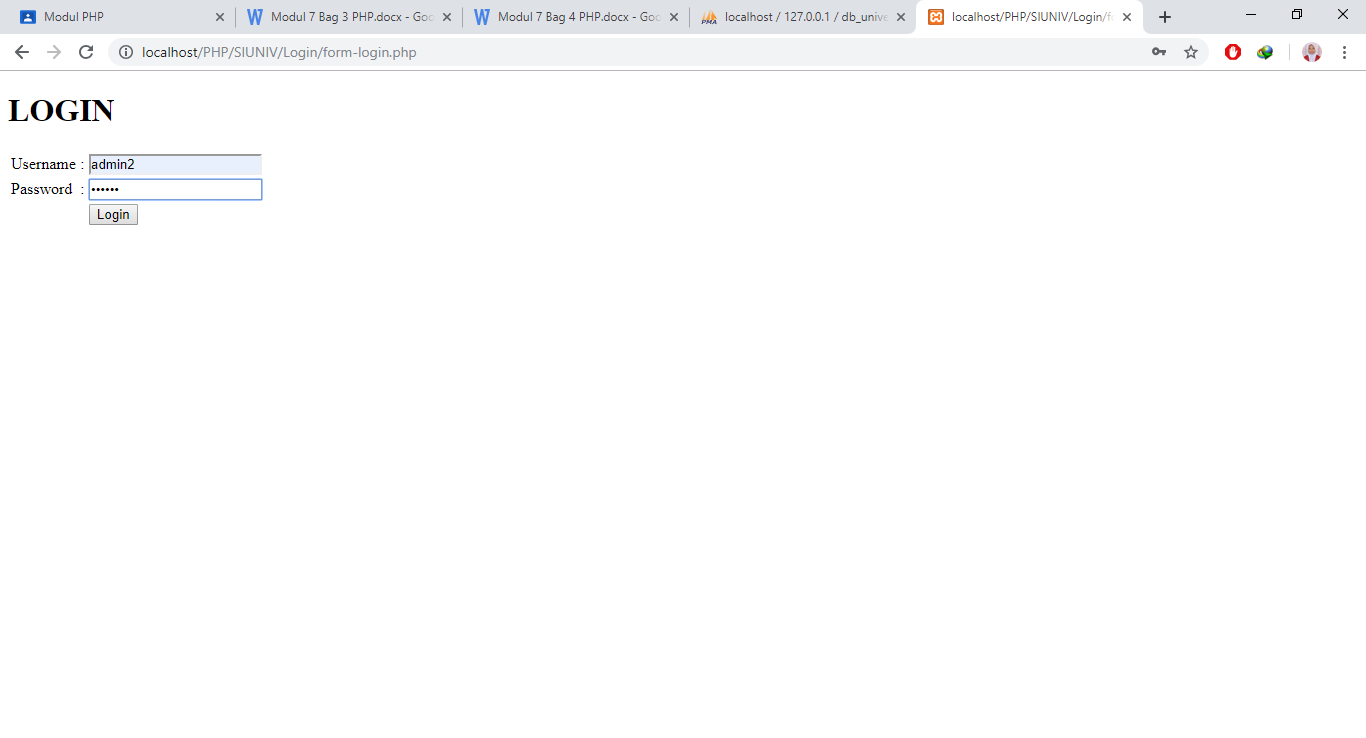 Modul PHP
Modul 7 Bag 3 PHP.docx - Goo
Modul 7 Bag 4 PHP.docx - Goo
localhost / 127.0.0.1 / db_unive
localhost/PHP/SIUNIV/Login/fo
localhost/PHP/SIUNIV/Login/form-login.php
LOGIN
Username : admin2
Password : ••••••
Login